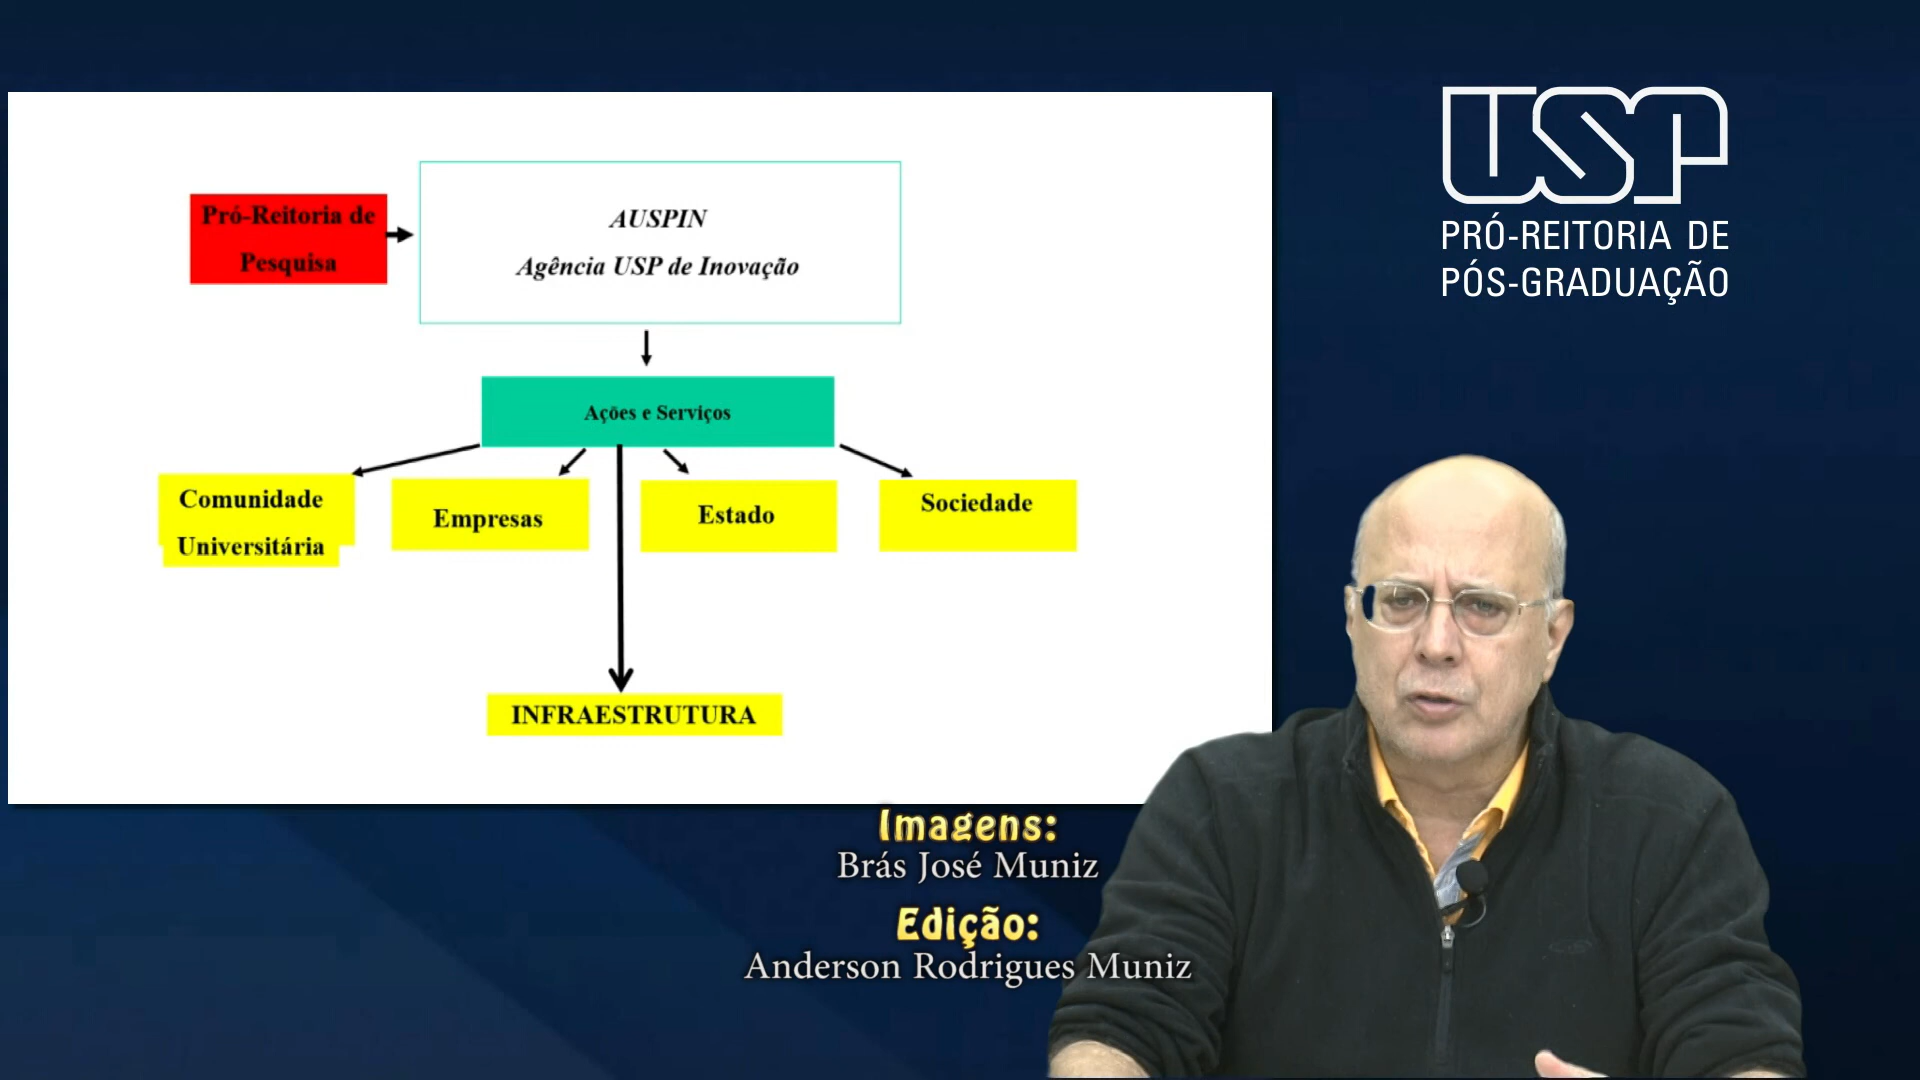 Pró-Reitoria de
Pesquisa
AUSPIN
Agência USP de Inovação
Ações e Serviços
Comunidade
Universitária
Empresas
Estado
Sociedade
INFRAESTRUTURA
USP
PRÓ-REITORIA DE
PÓS-GRADUAÇÃO
Imagens:
Brás José Muniz
Edição:
Anderson Rodrigues Muniz